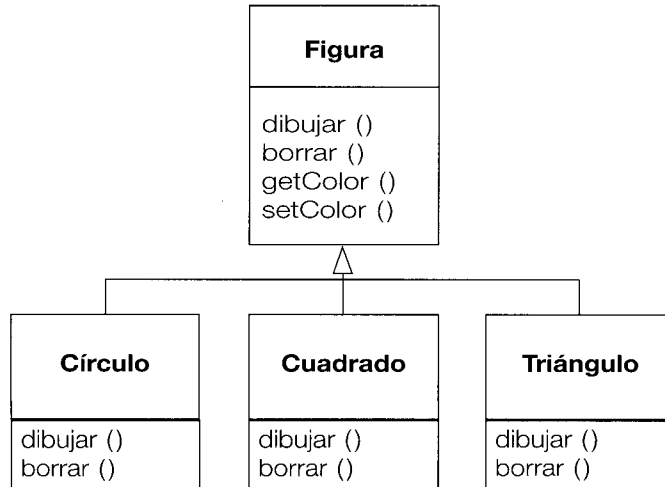 Figura
dibujar ()
borrar ()
getColor ()
setColor ()
Círculo
dibujar ()
borrar ()
Cuadrado
dibujar ()
borrar ()
Triángulo
dibujar ()
borrar ()